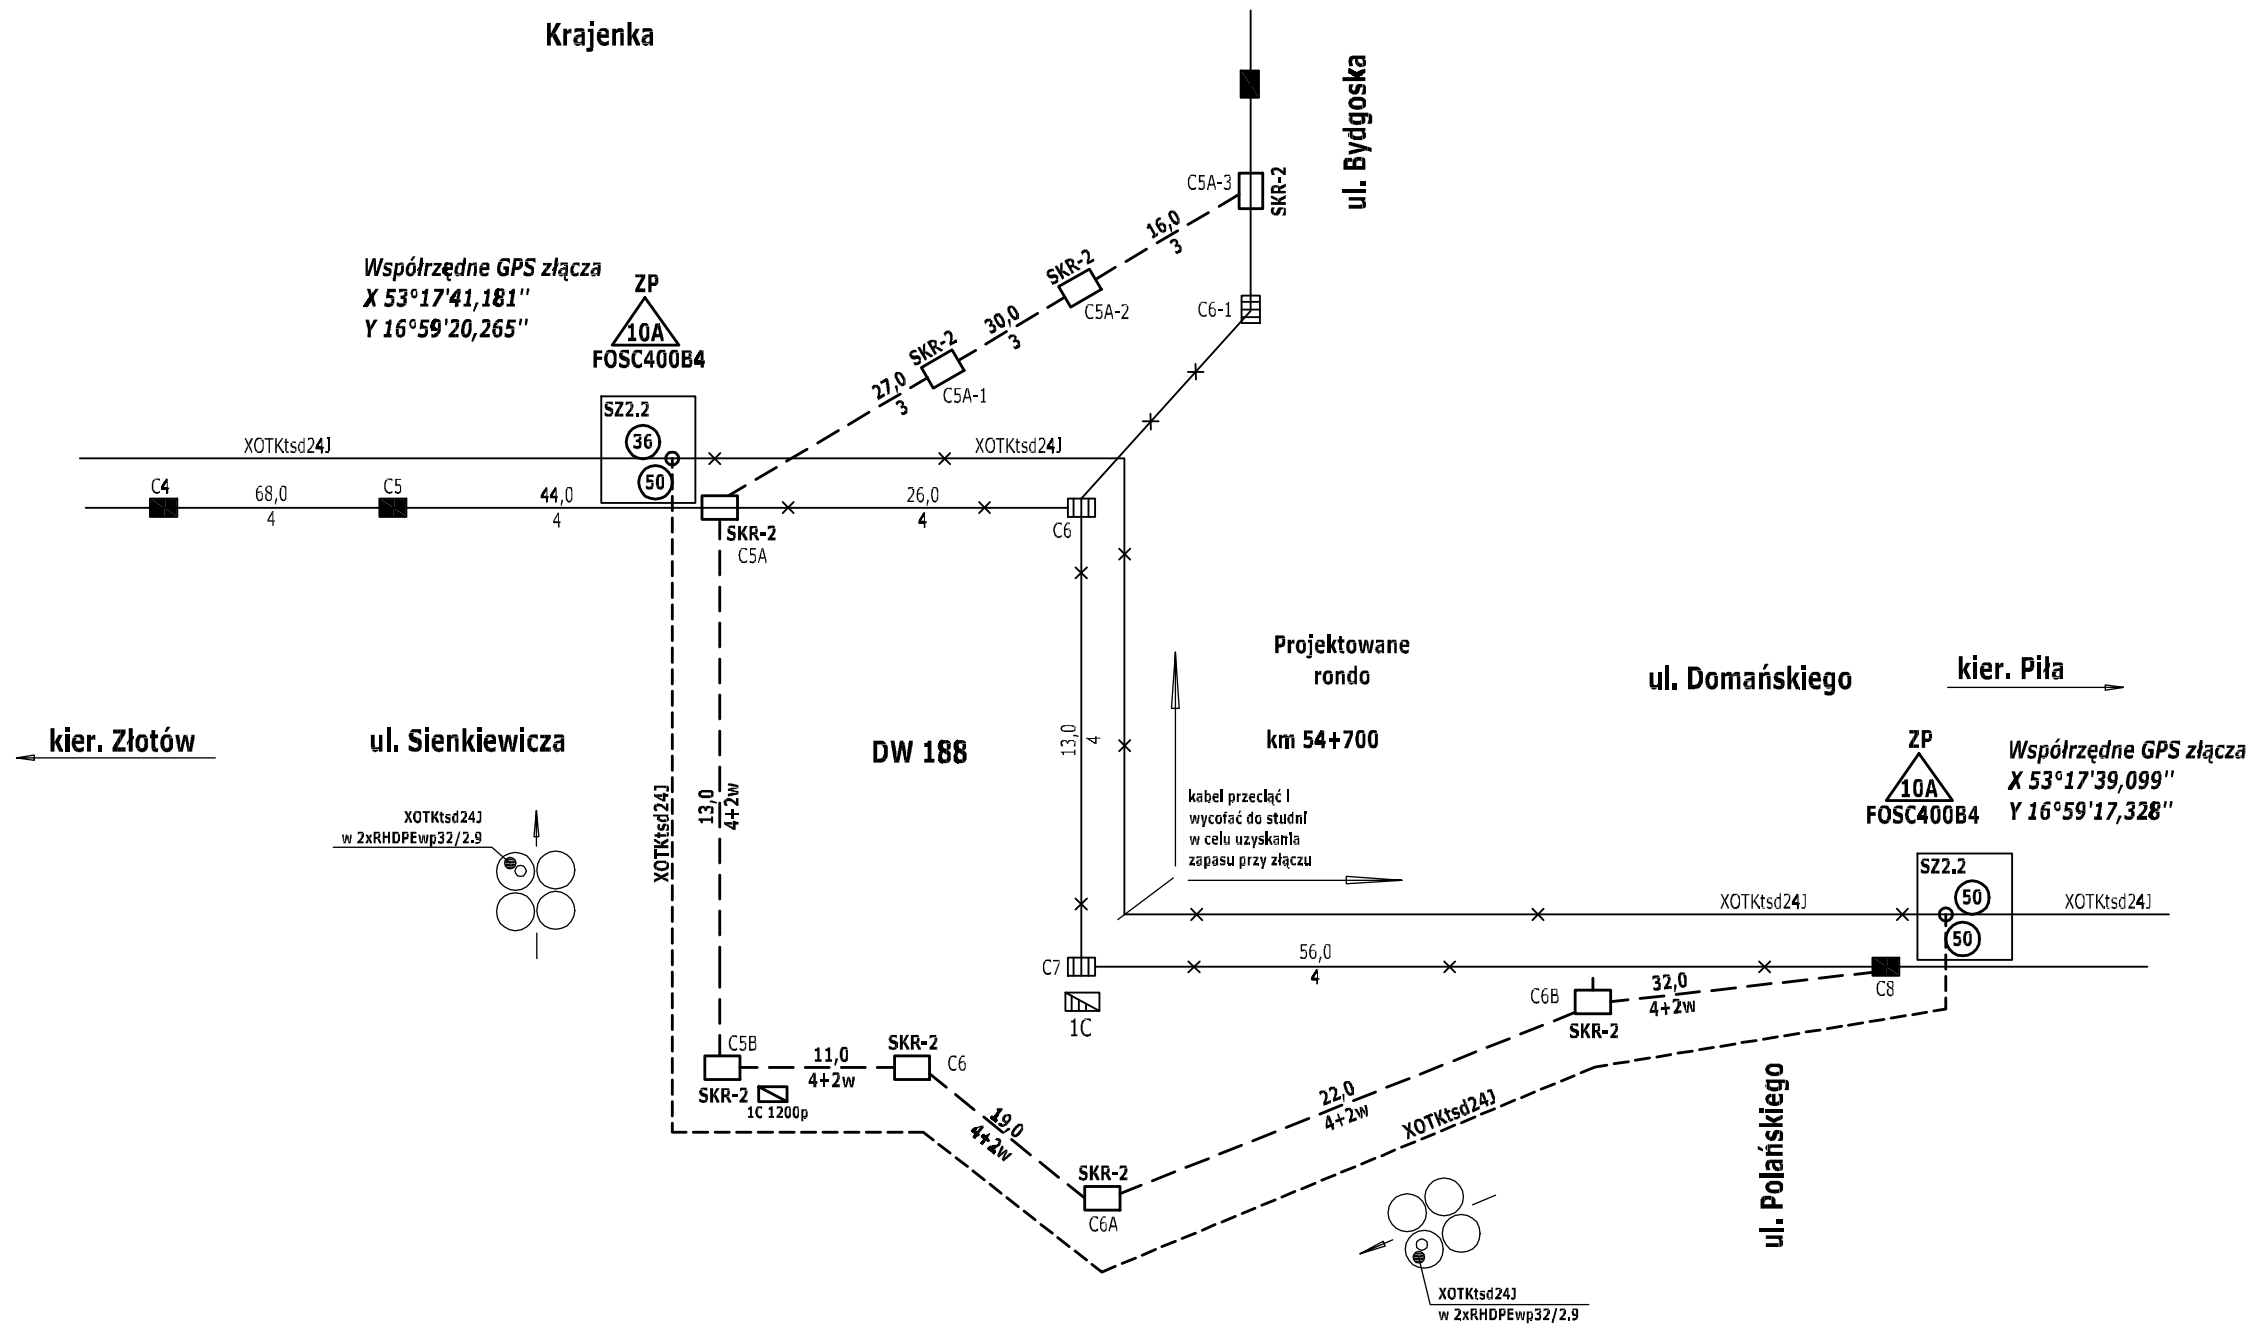 Krajenka
ul. Bydgoska
C5A-3
SKR-2
16,0
3
SKR-2
C5A-2
Współrzędne GPS złącza
X 53°17'41,181''
Y 16°59'20,265''
ZP
10A
FOSC400B4
C6-1
30,0
3
SKR-2
C5A-1
27,0
3
SZ2.2
36
50
XOTKtsd24J
XOTKtsd24J
C4
68,0
4
C5
44,0
4
26,0
4
SKR-2
C5A
C6
Projektowane
rondo
km 54+700
ul. Domańskiego
kier. Piła
kier. Złotów
ul. Sienkiewicza
DW 188
13,0
4
13,0
4+2w
XOTKtsd24J
ZP
10A
FOSC400B4
Współrzędne GPS złącza
X 53°17'39,099''
Y 16°59'17,328''
XOTKtsd24J
w 2xRHDPEwp32/2.9
kabel przeciąć i
wycofać do studni
w celu uzyskania
zapasu przy złączu
SZ2.2
50
50
XOTKtsd24J
XOTKtsd24J
C7
56,0
4
1C
C6B
SKR-2
32,0
4+2w
C8
C5B
SKR-2
11,0
4+2w
1C 1200p
SKR-2
C6
19,0
4+2w
SKR-2
C6A
22,0
4+2w
XOTKtsd24J
ul. Polańskiego
XOTKtsd24J
w 2xRHDPEwp32/2.9